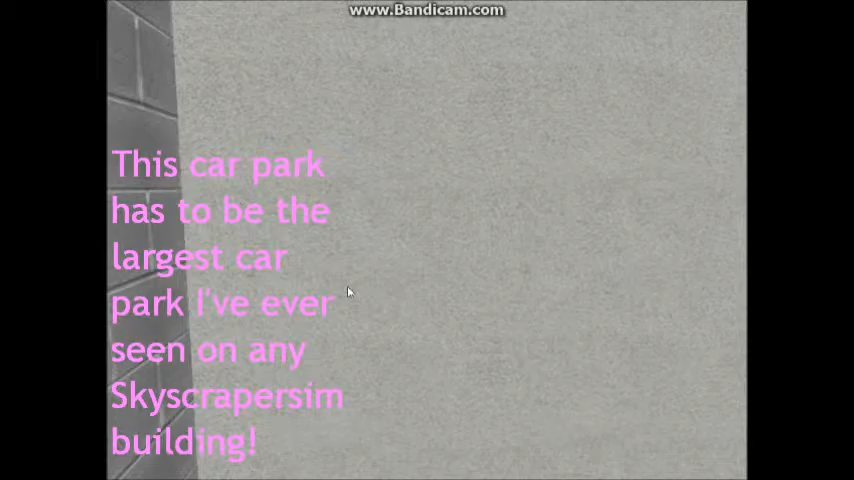 www.Bandicam.com
This car park
has to be the
largest car
park I've ever
seen on any
Skyscrapersim
building!